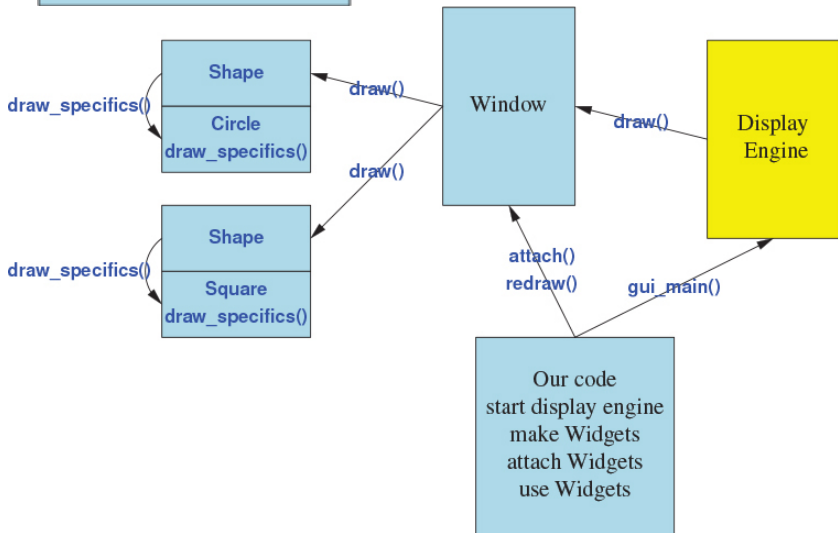 Shape
draw_specifics()
Circle
draw_specifics()
draw()
Window
draw()
Display
Engine
draw()
Shape
draw_specifics()
Square
draw_specifics()
attach()
redraw()
gui_main()
Our code
start display engine
make Widgets
attach Widgets
use Widgets